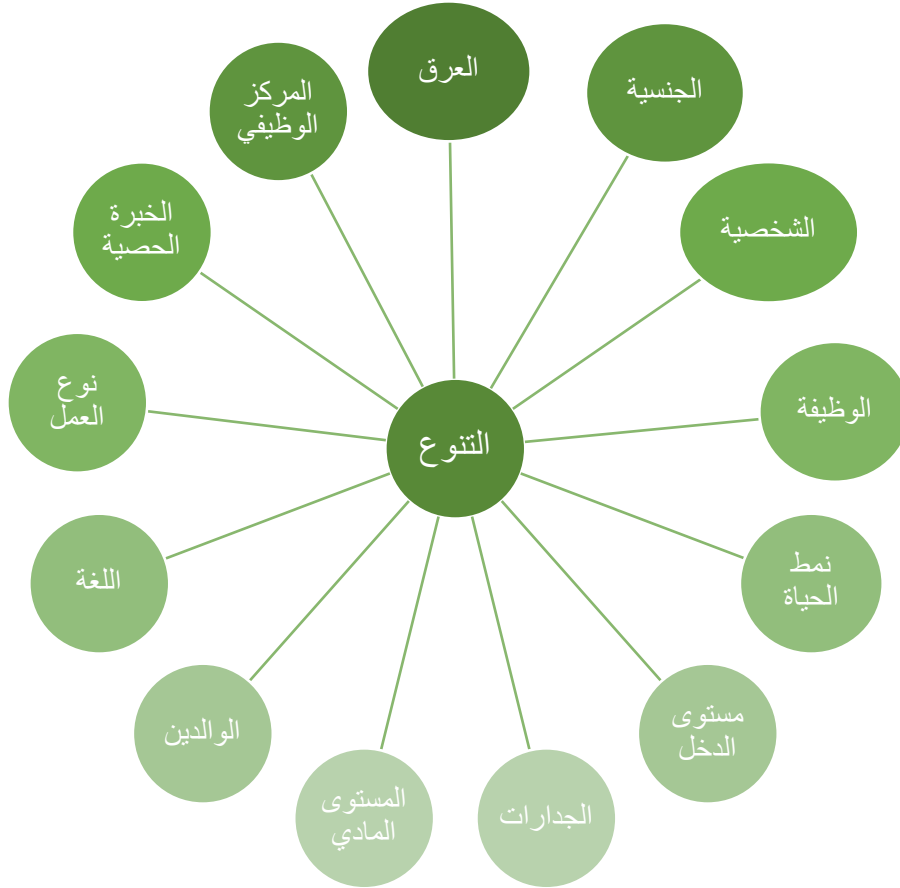 العرق
الجنسية
الشخصية
الوظيفة
نمط
الحياة
مستوى
الدخل
الجدارات
المستوى
المادي
الوالدين
اللغة
نوع
العمل
الخبرة
الحصية
المركز
الوظيفي
التنوع